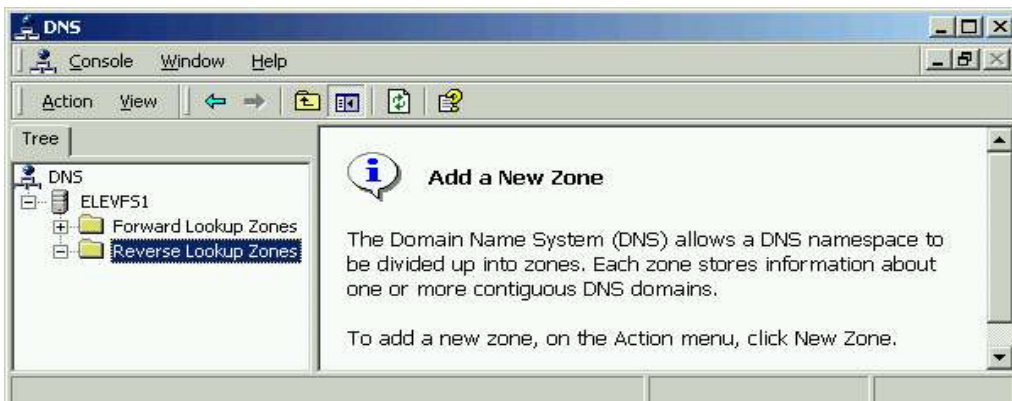 DNS
Console Window Help
Action View
Tree
DNS
ELEVFS1
Forward Lookup Zones
Reverse Lookup Zones
Add a New Zone
The Domain Name System (DNS) allows a DNS namespace to
be divided up into zones. Each zone stores information about
one or more contiguous DNS domains.
To add a new zone, on the Action menu, click New Zone.